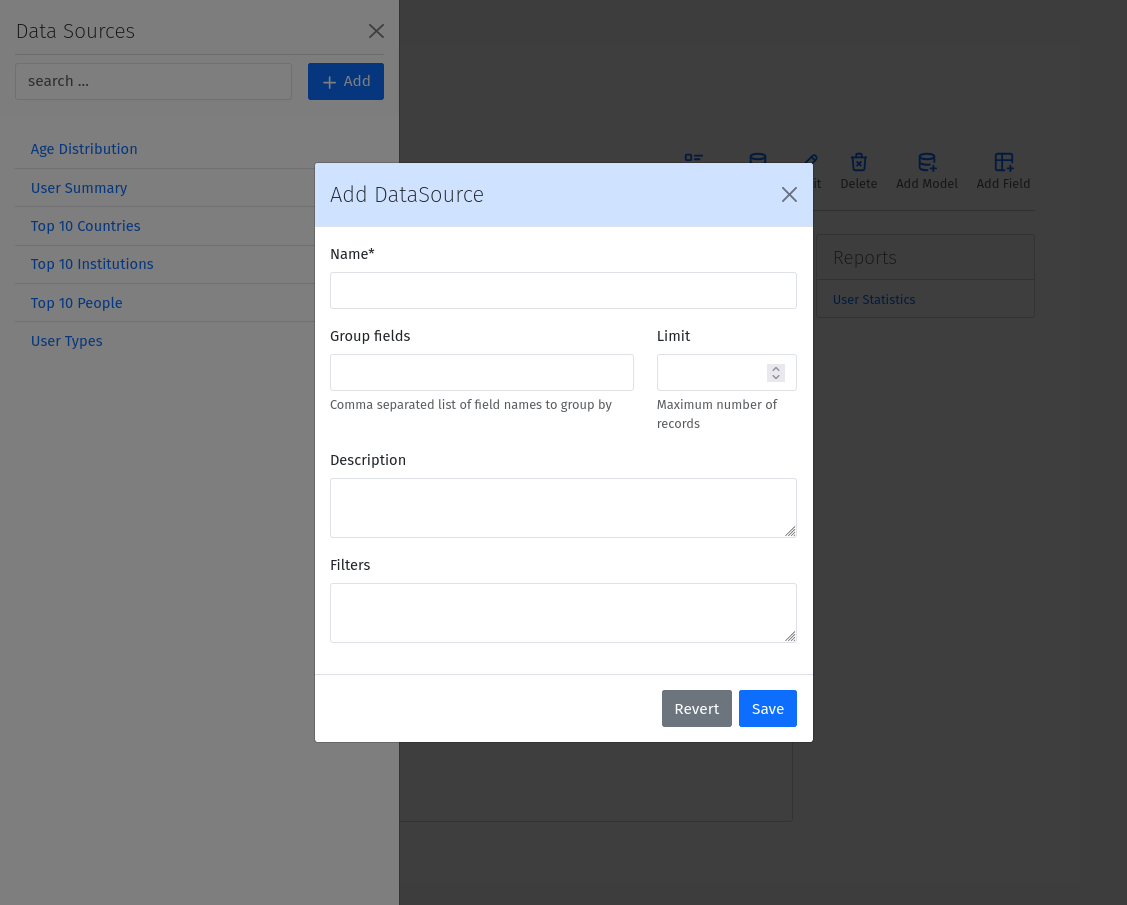 Data Sources
search ...
Add
Age Distribution
User Summary
Top 10 Countries
Top 10 Institutions
Top 10 People
User Types
Delete
Add Model
Add Field
Reports
User Statistics
Add DataSource
Name*
Group fields
Limit
Comma separated list of field names to group by
Maximum number of
records
Description
Filters
Revert
Save